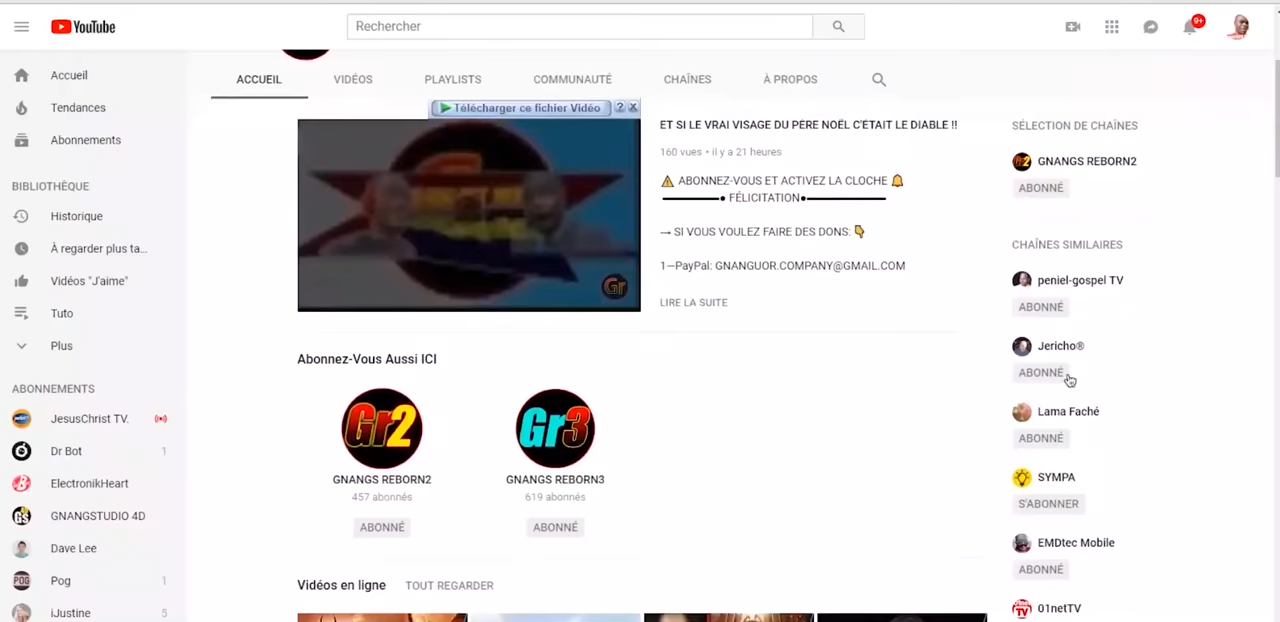 YouTube
Rechercher
9+
ACCUEIL VIDÉOS PLAYLISTS COMMUNAUTÉ CHAÎNES À PROPOS
Accueil
Tendances
Abonnements
BIBLIOTHÈQUE
Historique
À regarder plus ta...
Vidéos "J'aime"
Tuto
Plus
ABONNEMENTS
JesusChrist TV.
Dr Bot 1
ElectronikHeart
GS GNANGSTUDIO 4D
Dave Lee
POG Pog 1
iJustine 5
Télécharger ce fichier Vidéo ? X
Gr
ET SI LE VRAI VISAGE DU PÈRE NOËL C'ÉTAIT LE DIABLE !!
160 vues • il y a 21 heures
ABONNEZ-VOUS ET ACTIVEZ LA CLOCHE
● FÉLICITATION●
→ SI VOUS VOULEZ FAIRE DES DONS:
1—PayPal: GNANGUOR.COMPANY@GMAIL.COM
LIRE LA SUITE
Abonnez-Vous Aussi ICI
Gr2 Gr3
GNANGS REBORN2 GNANGS REBORN3
457 abonnés 619 abonnés
ABONNÉ ABONNÉ
Vidéos en ligne TOUT REGARDER
SÉLECTION DE CHAÎNES
Gr2 GNANGS REBORN2
ABONNÉ
CHAÎNES SIMILAIRES
peniel-gospel TV
ABONNÉ
Jericho®
ABONNÉ
Lama Faché
ABONNÉ
SYMPA
S'ABONNER
EMDtec Mobile
ABONNÉ
TV 01netTV